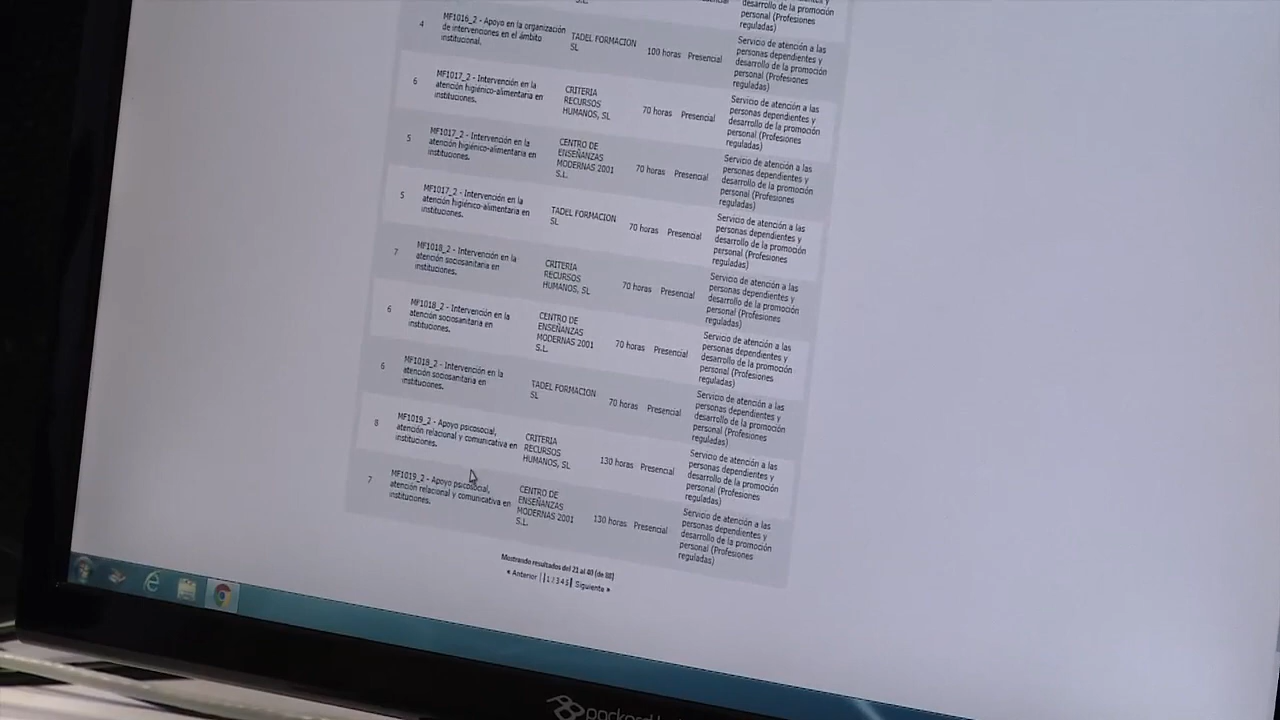 S.L.
desarrollo de la promoción
personal (Profesiones
reguladas)
4
MF1016_2 - Apoyo en la organización
de intervenciones en el ámbito
institucional.
TADEL FORMACION
SL
100 horas
Presencial
Servicio de atención a las
personas dependientes y
desarrollo de la promoción
personal (Profesiones
reguladas)
6
MF1017_2 - Intervención en la
atención higiénico-alimentaria en
instituciones.
CRITERIA
RECURSOS
HUMANOS, SL
70 horas
Presencial
Servicio de atención a las
personas dependientes y
desarrollo de la promoción
personal (Profesiones
reguladas)
5
MF1017_2 - Intervención en la
atención higiénico-alimentaria en
instituciones.
CENTRO DE
ENSEÑANZAS
MODERNAS 2001
S.L.
70 horas
Presencial
Servicio de atención a las
personas dependientes y
desarrollo de la promoción
personal (Profesiones
reguladas)
5
MF1017_2 - Intervención en la
atención higiénico-alimentaria en
instituciones.
TADEL FORMACION
SL
70 horas
Presencial
Servicio de atención a las
personas dependientes y
desarrollo de la promoción
personal (Profesiones
reguladas)
7
MF1018_2 - Intervención en la
atención sociosanitaria en
instituciones.
CRITERIA
RECURSOS
HUMANOS, SL
70 horas
Presencial
Servicio de atención a las
personas dependientes y
desarrollo de la promoción
personal (Profesiones
reguladas)
6
MF1018_2 - Intervención en la
atención sociosanitaria en
instituciones.
CENTRO DE
ENSEÑANZAS
MODERNAS 2001
S.L.
70 horas
Presencial
Servicio de atención a las
personas dependientes y
desarrollo de la promoción
personal (Profesiones
reguladas)
6
MF1018_2 - Intervención en la
atención sociosanitaria en
instituciones.
TADEL FORMACION
SL
70 horas
Presencial
Servicio de atención a las
personas dependientes y
desarrollo de la promoción
personal (Profesiones
reguladas)
8
MF1019_2 - Apoyo psicosocial,
atención relacional y comunicativa en
instituciones.
CRITERIA
RECURSOS
HUMANOS, SL
130 horas
Presencial
Servicio de atención a las
personas dependientes y
desarrollo de la promoción
personal (Profesiones
reguladas)
7
MF1019_2 - Apoyo psicosocial,
atención relacional y comunicativa en
instituciones.
CENTRO DE
ENSEÑANZAS
MODERNAS 2001
S.L.
130 horas
Presencial
Servicio de atención a las
personas dependientes y
desarrollo de la promoción
personal (Profesiones
reguladas)
Mostrando resultados del 21 al 40 (de 88)
« Anterior | | 1 2 3 4 5 | Siguiente »
packard